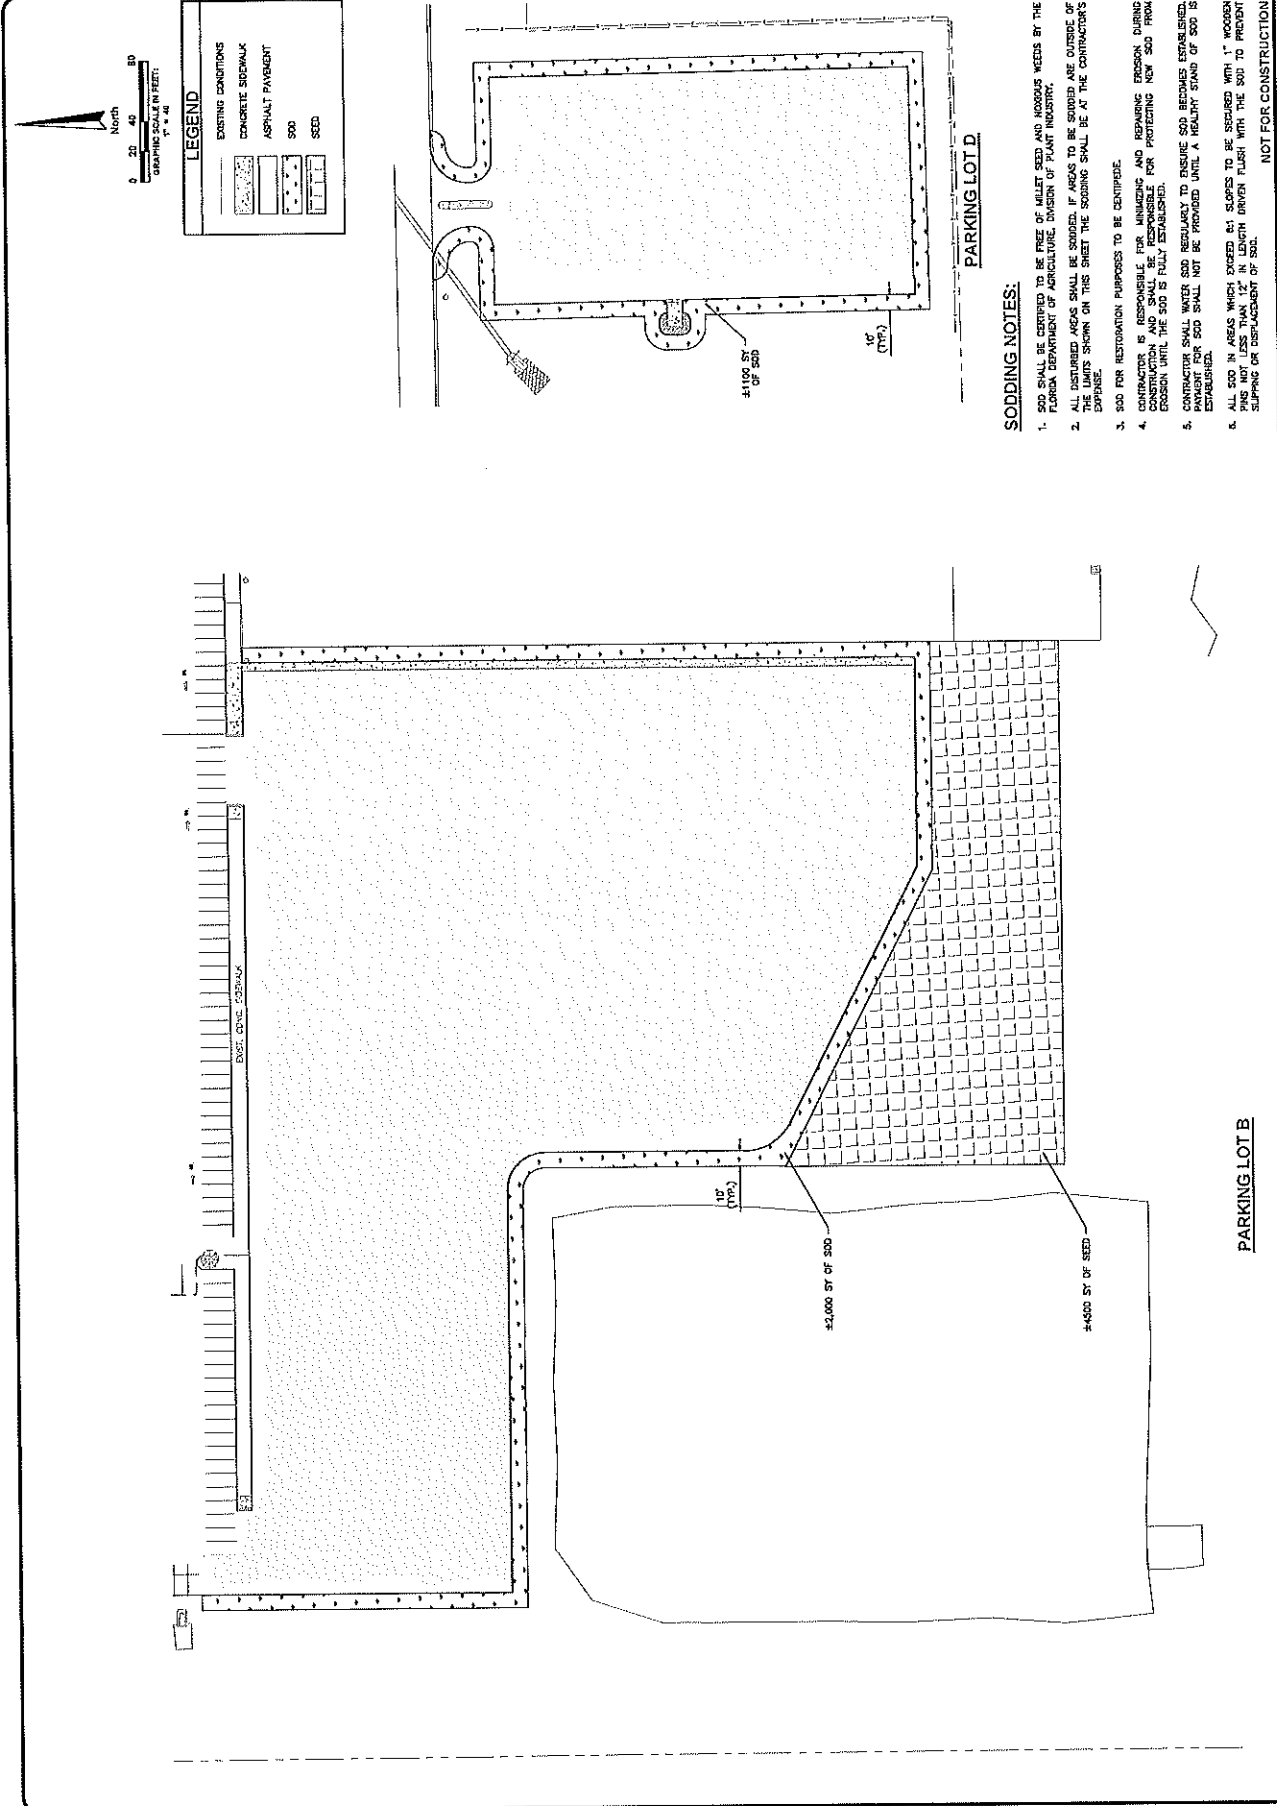 North
0 20 40 80
GRAPHIC SCALE IN FEET:
1" = 40
LEGEND
EXISTING CONDITIONS
CONCRETE SIDEWALK
ASPHALT PAVEMENT
SOD
SEED
EXIST. CONC. SIDEWALK
10'
(TYP.)
±2,000 SY OF SOD
±4500 SY OF SEED
PARKING LOT B
±1100 SY
OF SOD
10'
(TYP.)
PARKING LOT D
SODDING NOTES:
1. SOD SHALL BE CERTIFIED TO BE FREE OF MILLET SEED AND NOXIOUS WEEDS BY THE
FLORIDA DEPARTMENT OF AGRICULTURE, DIVISION OF PLANT INDUSTRY.
2. ALL DISTURBED AREAS SHALL BE SODDED. IF AREAS TO BE SODDED ARE OUTSIDE OF
THE LIMITS SHOWN ON THIS SHEET THE SODDING SHALL BE AT THE CONTRACTOR'S
EXPENSE.
3. SOD FOR RESTORATION PURPOSES TO BE CENTIPEDE.
4. CONTRACTOR IS RESPONSIBLE FOR MINIMIZING AND REPAIRING EROSION DURING
CONSTRUCTION AND SHALL BE RESPONSIBLE FOR PROTECTING NEW SOD FROM
EROSION UNTIL THE SOD IS FULLY ESTABLISHED.
5. CONTRACTOR SHALL WATER SOD REGULARLY TO ENSURE SOD BECOMES ESTABLISHED.
PAYMENT FOR SOD SHALL NOT BE PROVIDED UNTIL A HEALTHY STAND OF SOD IS
ESTABLISHED.
6. ALL SOD IN AREAS WHICH EXCEED 6:1 SLOPES TO BE SECURED WITH 1" WOODEN
PINS NOT LESS THAN 12" IN LENGTH DRIVEN FLUSH WITH THE SOD TO PREVENT
SLIPPING OR DISPLACEMENT OF SOD.
NOT FOR CONSTRUCTION